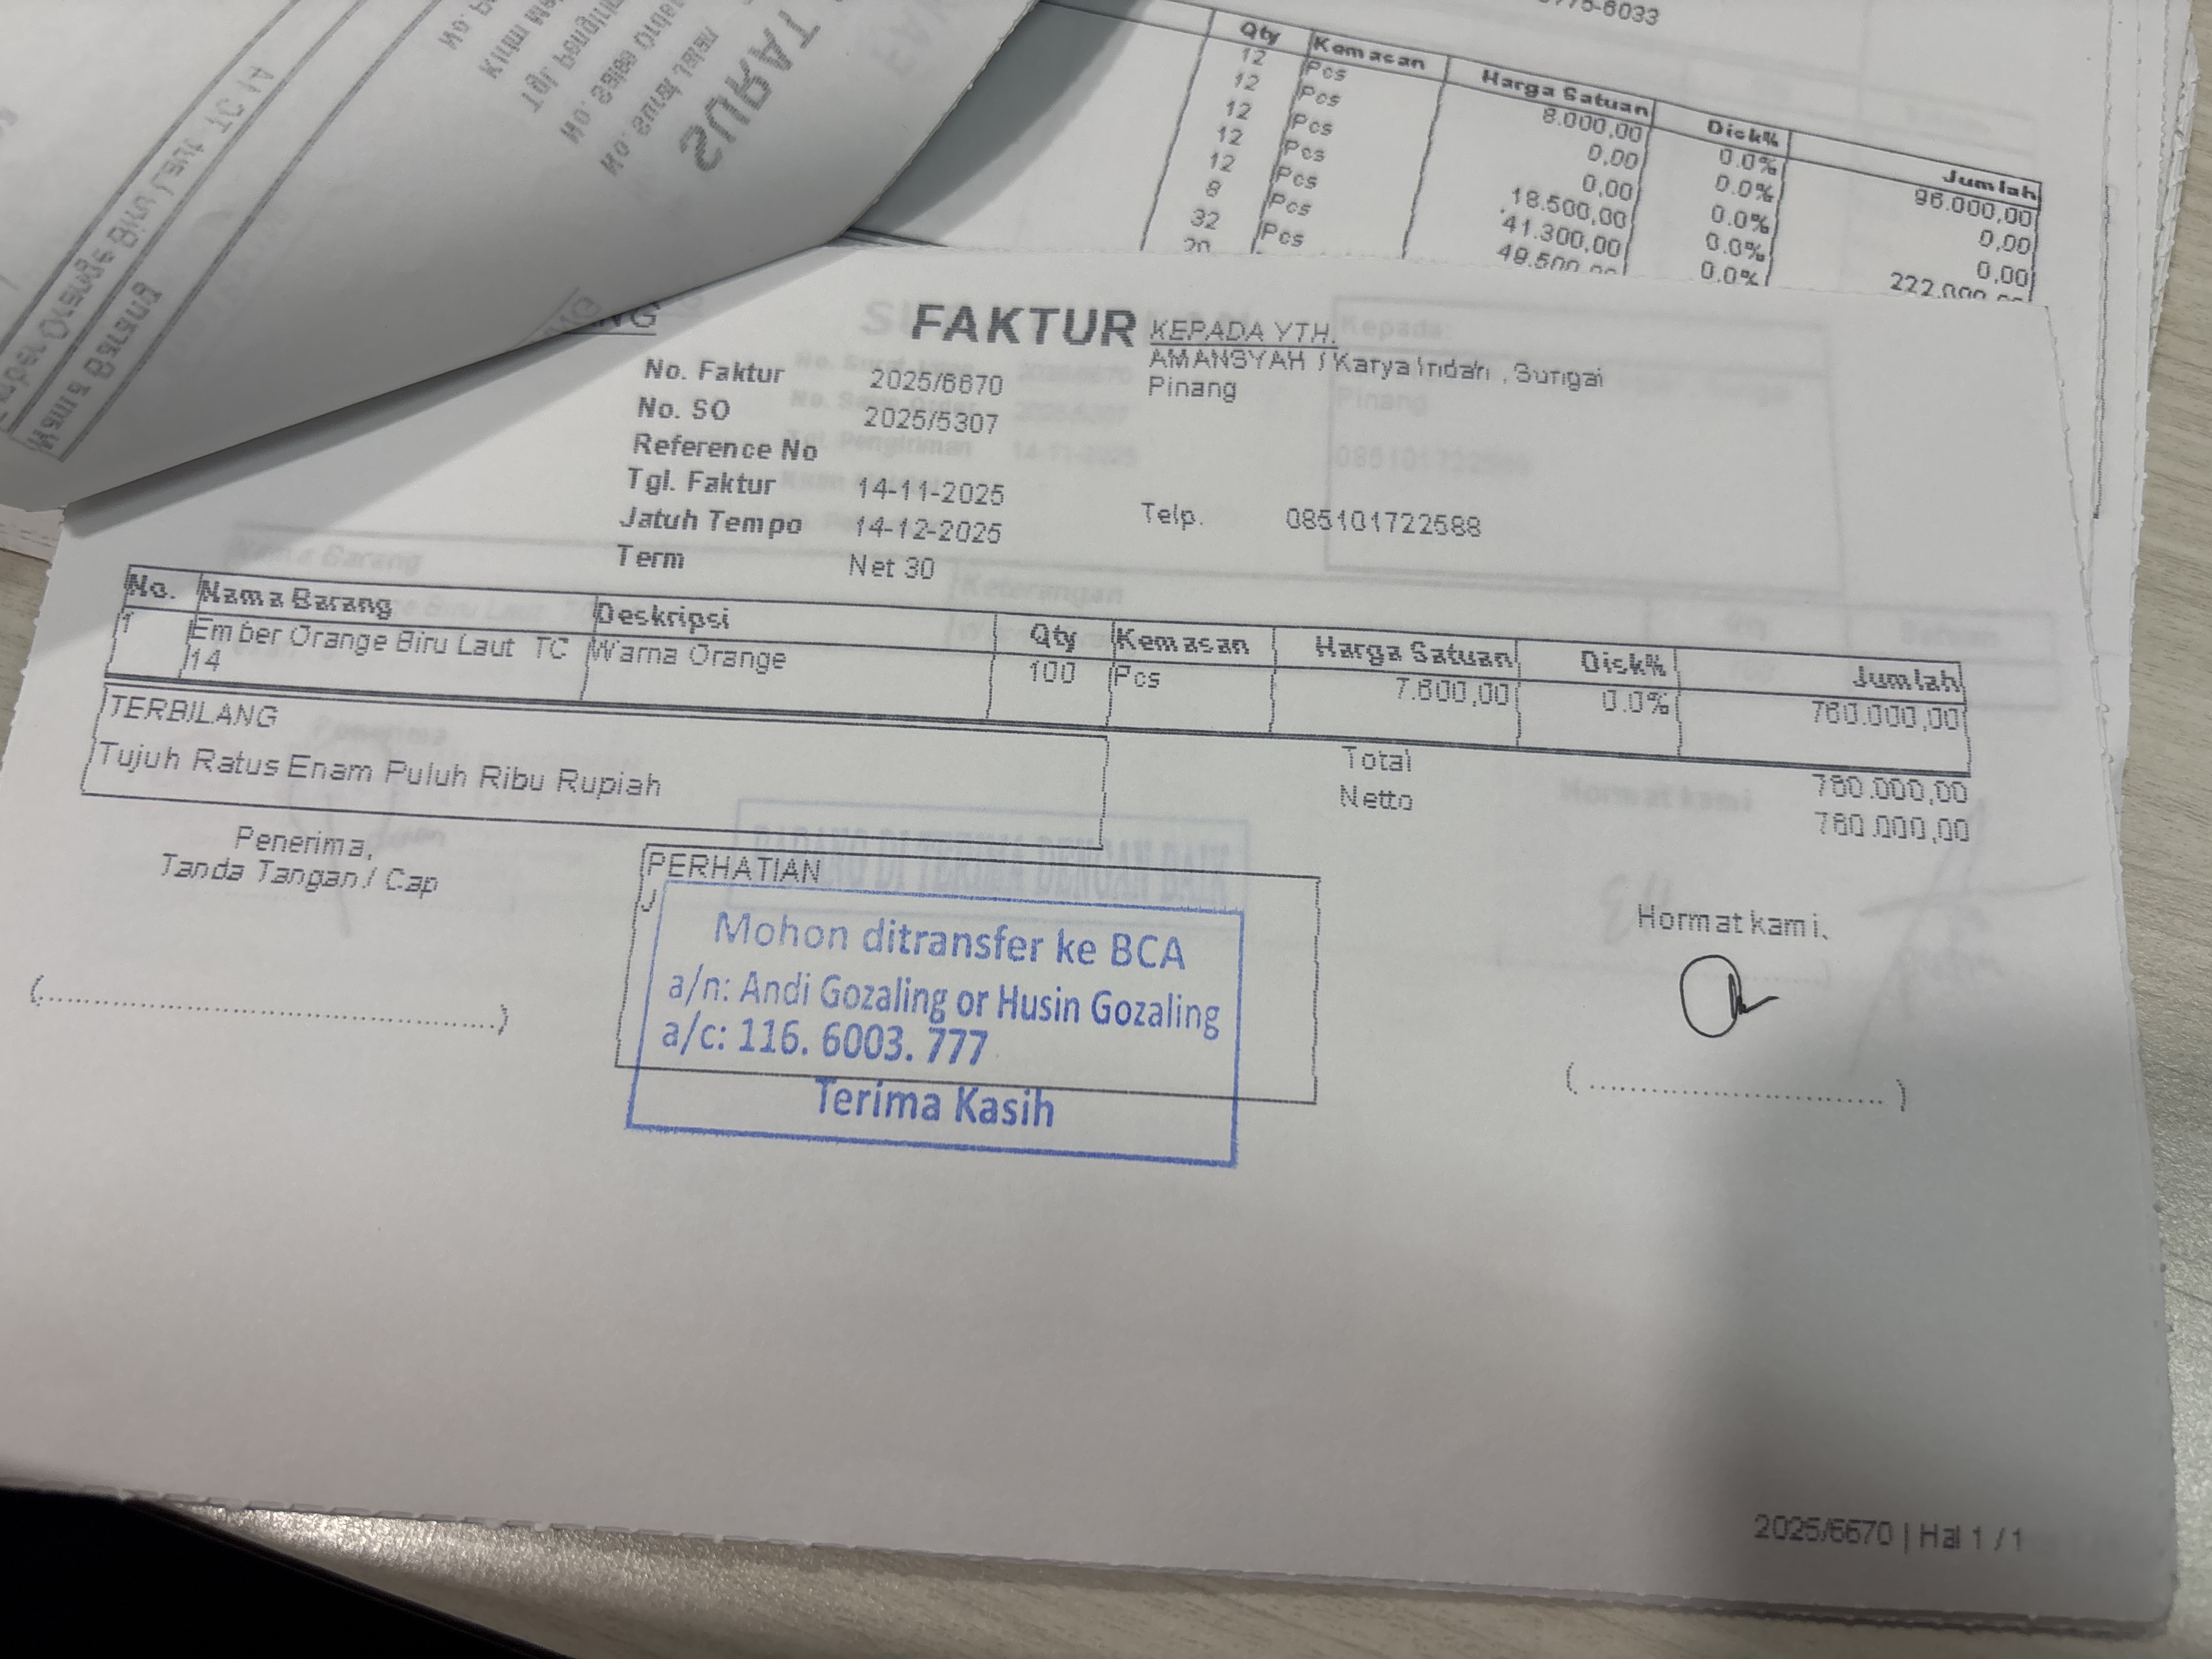 Qty Kemasan Harga Satuan Disk% Jumlah
12 Pcs 8.000,00 0.0% 96.000,00
12 Pcs 0,00 0.0% 0,00
12 Pcs 0,00 0.0% 0,00
12 Pcs 18.500,00 0.0% 222.000
12 Pcs 41.300,00 0.0%
8 Pcs 49.500
32 Pcs
20
FAKTUR
No. Faktur 2025/6670
No. SO 2025/5307
Reference No
Tgl. Faktur 14-11-2025
Jatuh Tempo 14-12-2025
Term Net 30
KEPADA YTH.
AMANSYAH / Karya Indah , Sungai
Pinang
Telp. 085101722588
No. Nama Barang Deskripsi Qty Kemasan Harga Satuan Disk% Jumlah
1 Ember Orange Biru Laut TC Warna Orange 100 Pcs 7.600,00 0.0% 760.000,00
14
TERBILANG
Tujuh Ratus Enam Puluh Ribu Rupiah
Total 760.000,00
Netto 760.000,00
Penerima,
Tanda Tangan / Cap
(................................................)
PERHATIAN
J
Mohon ditransfer ke BCA
a/n: Andi Gozaling or Husin Gozaling
a/c: 116. 6003. 777
Terima Kasih
Hormat kami,
( ............................... )
2025/6670 | Hal 1 / 1